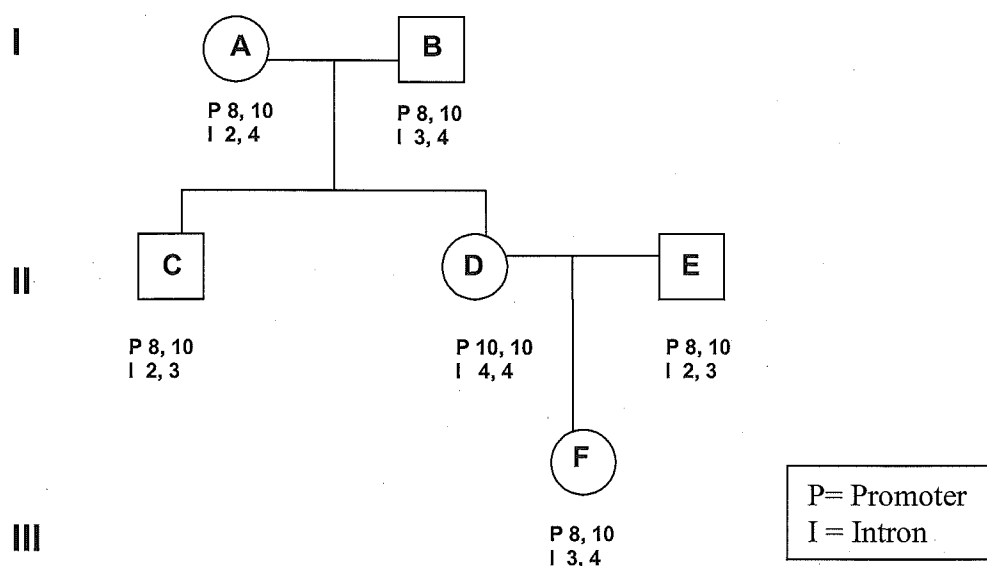 I
A
B
P 8, 10
I 2, 4
P 8, 10
I 3, 4
II
C
D
E
P 8, 10
I 2, 3
P 10, 10
I 4, 4
P 8, 10
I 2, 3
F
III
P 8, 10
I 3, 4
P= Promoter
I = Intron